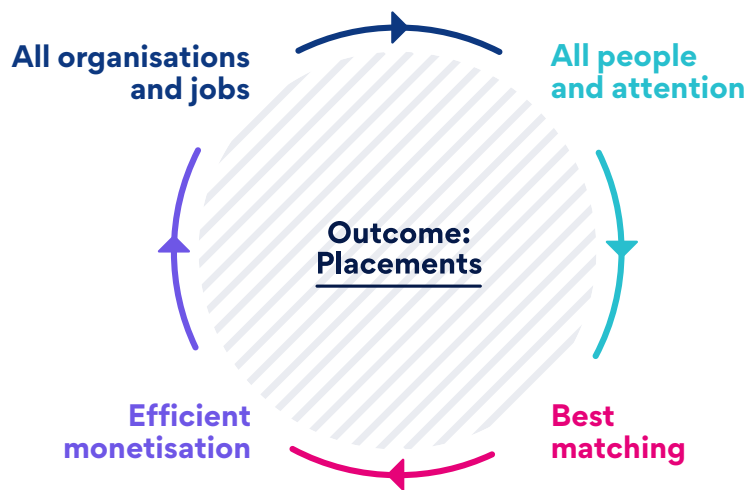 All organisations
and jobs
All people
and attention
Outcome:
Placements
Efficient
monetisation
Best
matching